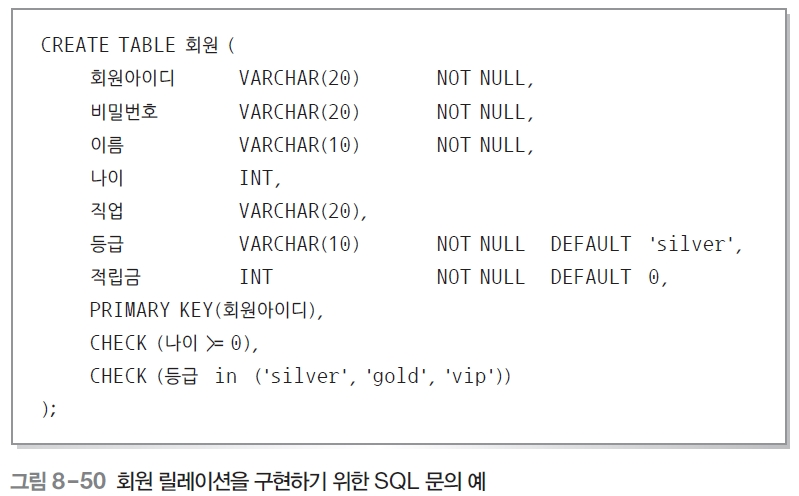 CREATE TABLE 회원 (
회원아이디 VARCHAR(20) NOT NULL,
비밀번호 VARCHAR(20) NOT NULL,
이름 VARCHAR(10) NOT NULL,
나이 INT,
직업 VARCHAR(20),
등급 VARCHAR(10) NOT NULL DEFAULT 'silver',
적립금 INT NOT NULL DEFAULT 0,
PRIMARY KEY(회원아이디),
CHECK (나이 >= 0),
CHECK (등급 in ('silver', 'gold', 'vip'))
);
그림 8-50 회원 릴레이션을 구현하기 위한 SQL 문의 예